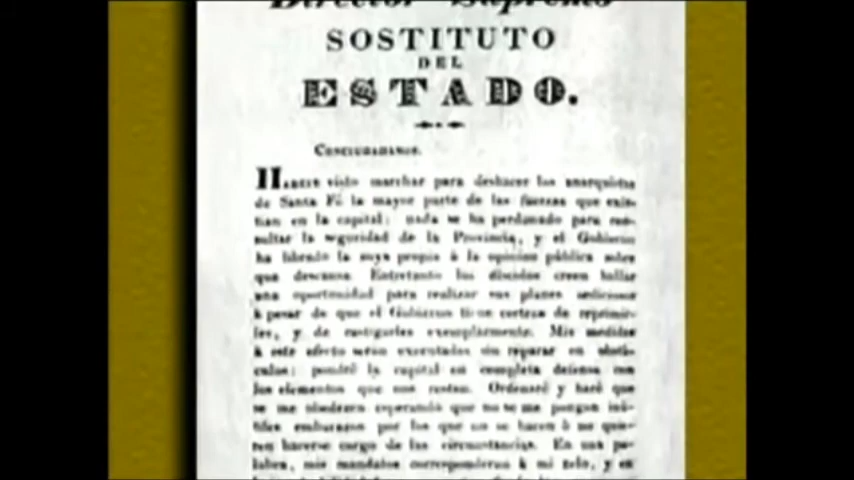 Director Supremo
SOSTITUTO
DEL
ESTADO.
CONCIUDADANOS.
HABEIS visto marchar para deshacer los anarquistas
de Santa Fé la mayor parte de las fuerzas que exis-
tian en la capital: nada se ha perdonado para con-
sultar la seguridad de la Provincia, y el Gobierno
ha librado la suya propia à la opinion pública sobre
que descansa. Entretanto los discolos creen hallar
una oportunidad para realizar sus planes sediciosos
à pesar de que el Gobierno tiene certeza de reprimir-
les, y de castigarles exemplarmente. Mis medidas
à este efecto serán executadas sin reparar en obstà-
culos: pondré la capital en completa defensa con
los elementos que nos restan. Ordenaré y haré que
se me obedezca esperando que no se me pongan inù-
tiles embarazos por los que no se hacen ò no quie-
ren hacerse cargo de las circunstancias. En una pa-
labra, mis mandatos corresponderan à mi zelo, y en